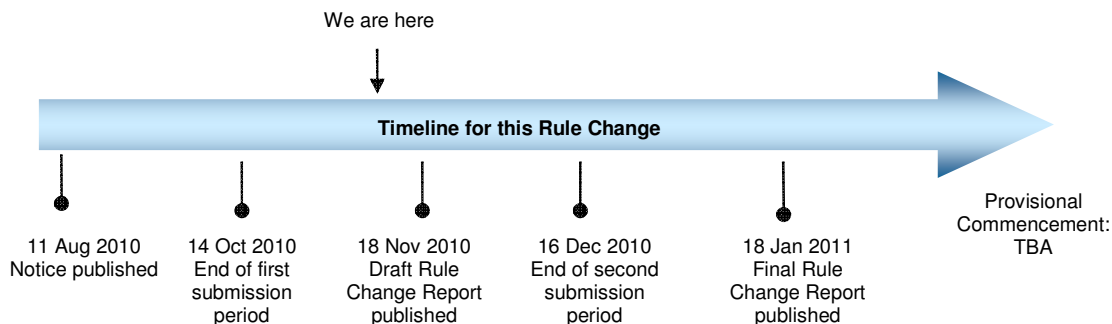 We are here
Timeline for this Rule Change
11 Aug 2010
Notice published
14 Oct 2010
End of first
submission
period
18 Nov 2010
Draft Rule
Change Report
published
16 Dec 2010
End of second
submission
period
18 Jan 2011
Final Rule
Change Report
published
Provisional
Commencement:
TBA